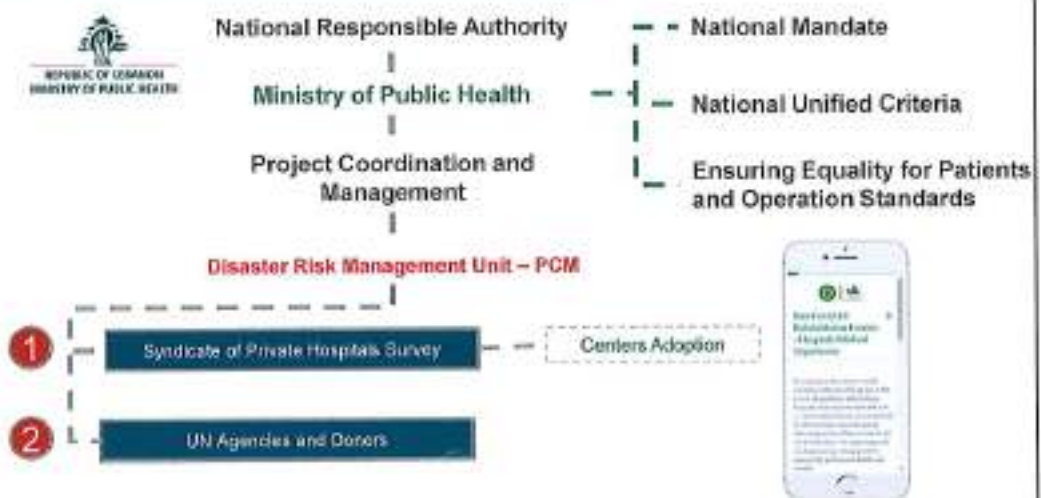 REPUBLIC OF LEBANON
MINISTRY OF PUBLIC HEALTH
National Responsible Authority
Ministry of Public Health
Project Coordination and
Management
Disaster Risk Management Unit – PCM
National Mandate
National Unified Criteria
Ensuring Equality for Patients
and Operation Standards
1
Syndicate of Private Hospitals Survey
Centers Adoption
2
UN Agencies and Donors